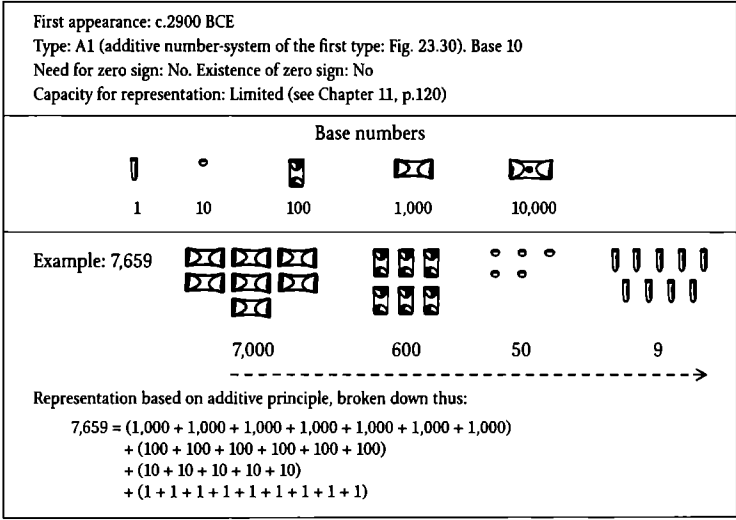 First appearance: c.2900 BCE
Type: A1 (additive number-system of the first type: Fig. 23.30). Base 10
Need for zero sign: No. Existence of zero sign: No
Capacity for representation: Limited (see Chapter 11, p.120)
Base numbers
1 10 100 1,000 10,000
Example: 7,659
7,000 600 50 9
Representation based on additive principle, broken down thus:
7,659 = (1,000 + 1,000 + 1,000 + 1,000 + 1,000 + 1,000 + 1,000)
+ (100 + 100 + 100 + 100 + 100 + 100)
+ (10 + 10 + 10 + 10 + 10)
+ (1 + 1 + 1 + 1 + 1 + 1 + 1 + 1 + 1)